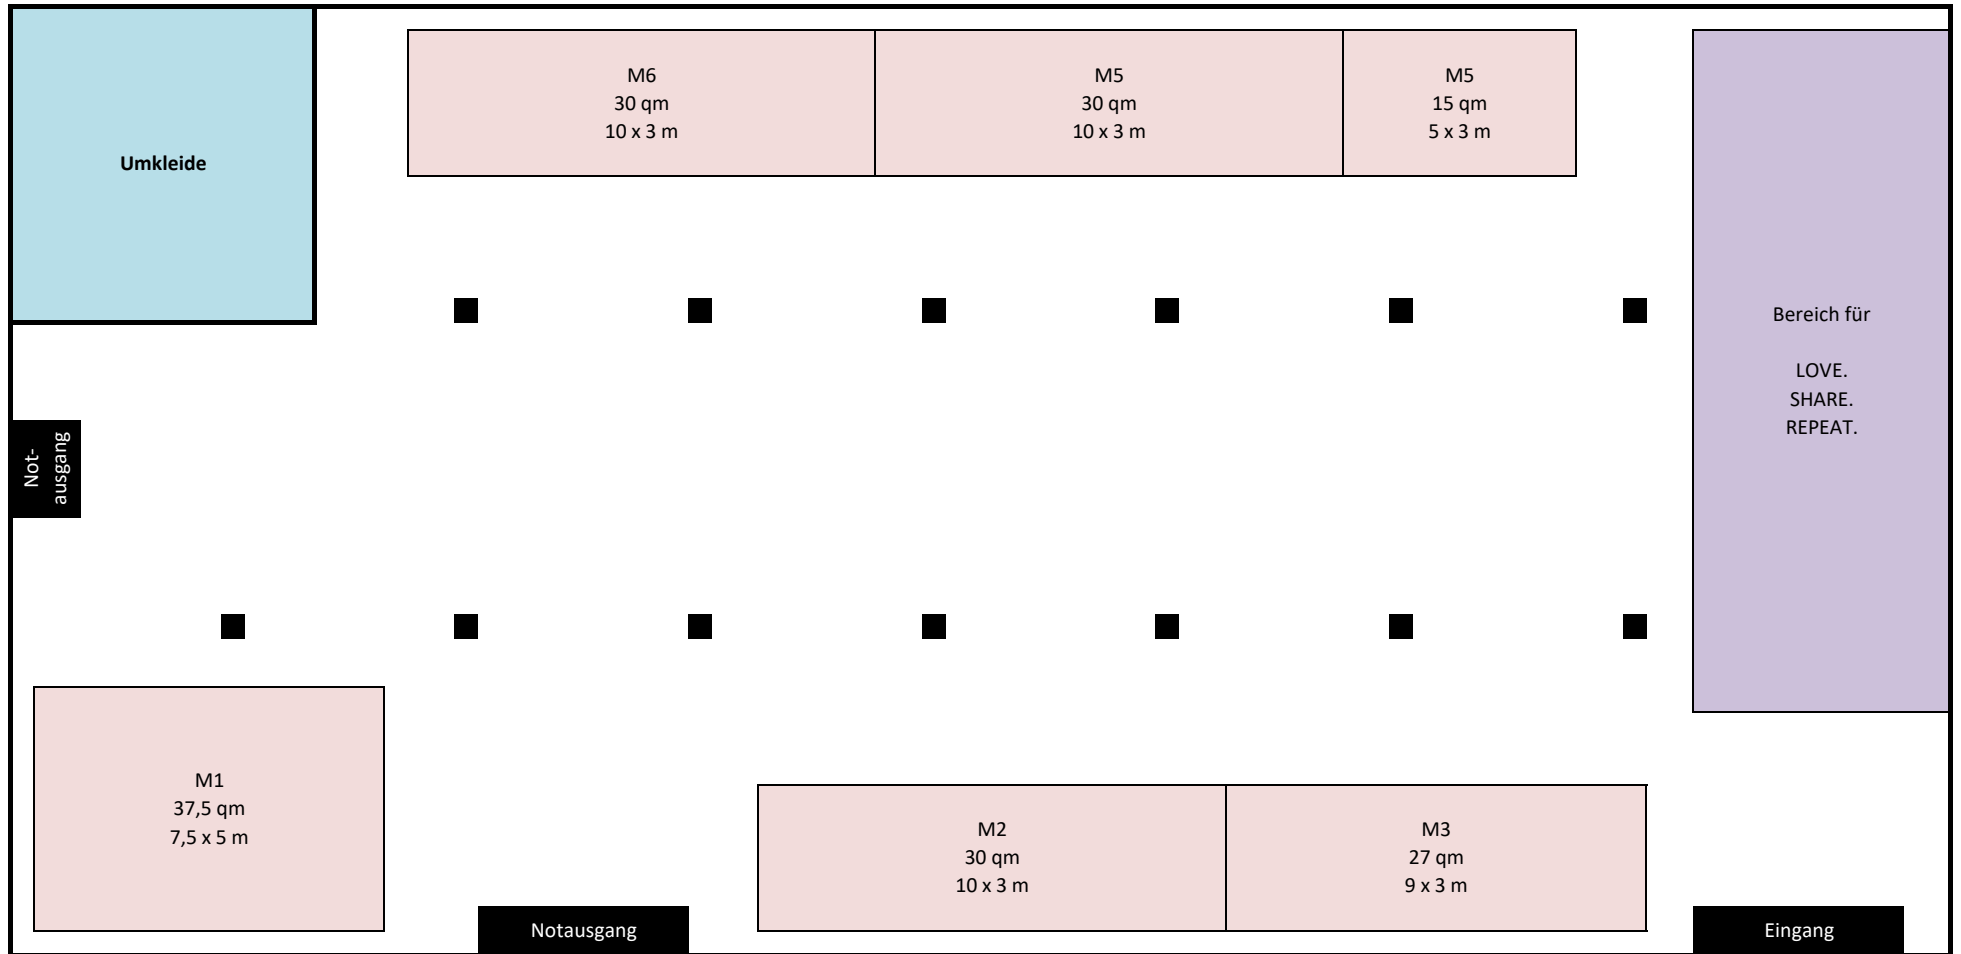 Umkleide
M6
30 qm
10 x 3 m
M5
30 qm
10 x 3 m
M5
15 qm
5 x 3 m
Bereich für
LOVE.
SHARE.
REPEAT.
Not-
ausgang
M1
37,5 qm
7,5 x 5 m
M2
30 qm
10 x 3 m
M3
27 qm
9 x 3 m
Notausgang
Eingang